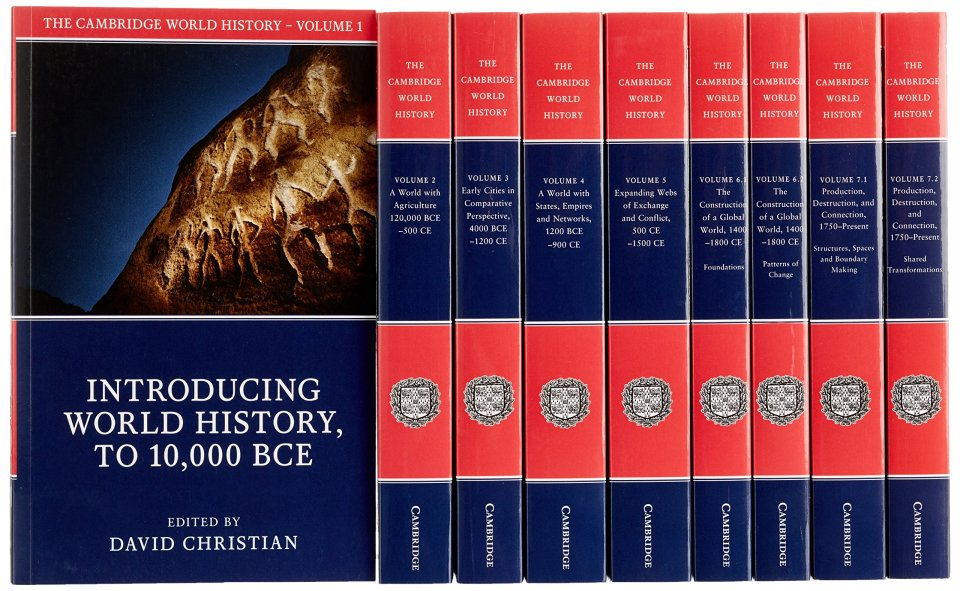 THE CAMBRIDGE WORLD HISTORY – VOLUME 1
INTRODUCING
WORLD HISTORY,
TO 10,000 BCE
EDITED BY
DAVID CHRISTIAN
THE
CAMBRIDGE
WORLD
HISTORY
VOLUME 2
A World with
Agriculture
120,000 BCE
–500 CE
CAMBRIDGE
THE
CAMBRIDGE
WORLD
HISTORY
VOLUME 3
Early Cities in
Comparative
Perspective,
4000 BCE
–1200 CE
CAMBRIDGE
THE
CAMBRIDGE
WORLD
HISTORY
VOLUME 4
A World with
States, Empires
and Networks,
1200 BCE
–900 CE
CAMBRIDGE
THE
CAMBRIDGE
WORLD
HISTORY
VOLUME 5
Expanding Webs
of Exchange
and Conflict,
500 CE
–1500 CE
CAMBRIDGE
THE
CAMBRIDGE
WORLD
HISTORY
VOLUME 6.1
The
Construction
of a Global
World, 1400
–1800 CE
Foundations
CAMBRIDGE
THE
CAMBRIDGE
WORLD
HISTORY
VOLUME 6.2
The
Construction
of a Global
World, 1400
–1800 CE
Patterns of
Change
CAMBRIDGE
THE
CAMBRIDGE
WORLD
HISTORY
VOLUME 7.1
Production,
Destruction, and
Connection,
1750–Present
Structures, Spaces
and Boundary
Making
CAMBRIDGE
THE
CAMBRIDGE
WORLD
HISTORY
VOLUME 7.2
Production,
Destruction,
and
Connection,
1750–Present
Shared
Transformations
CAMBRIDGE